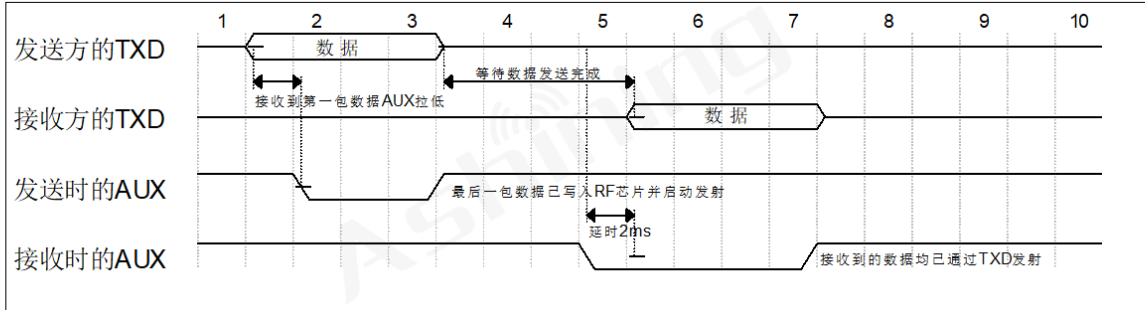 1 2 3 4 5 6 7 8 9 10
发送方的TXD 数据
等待数据发送完成
接收到第一包数据AUX拉低
接收方的TXD 数据
发送时的AUX 最后一包数据已写入RF芯片并启动发射
延时2ms
接收时的AUX 接收到的数据均已通过TXD发射
Ashining